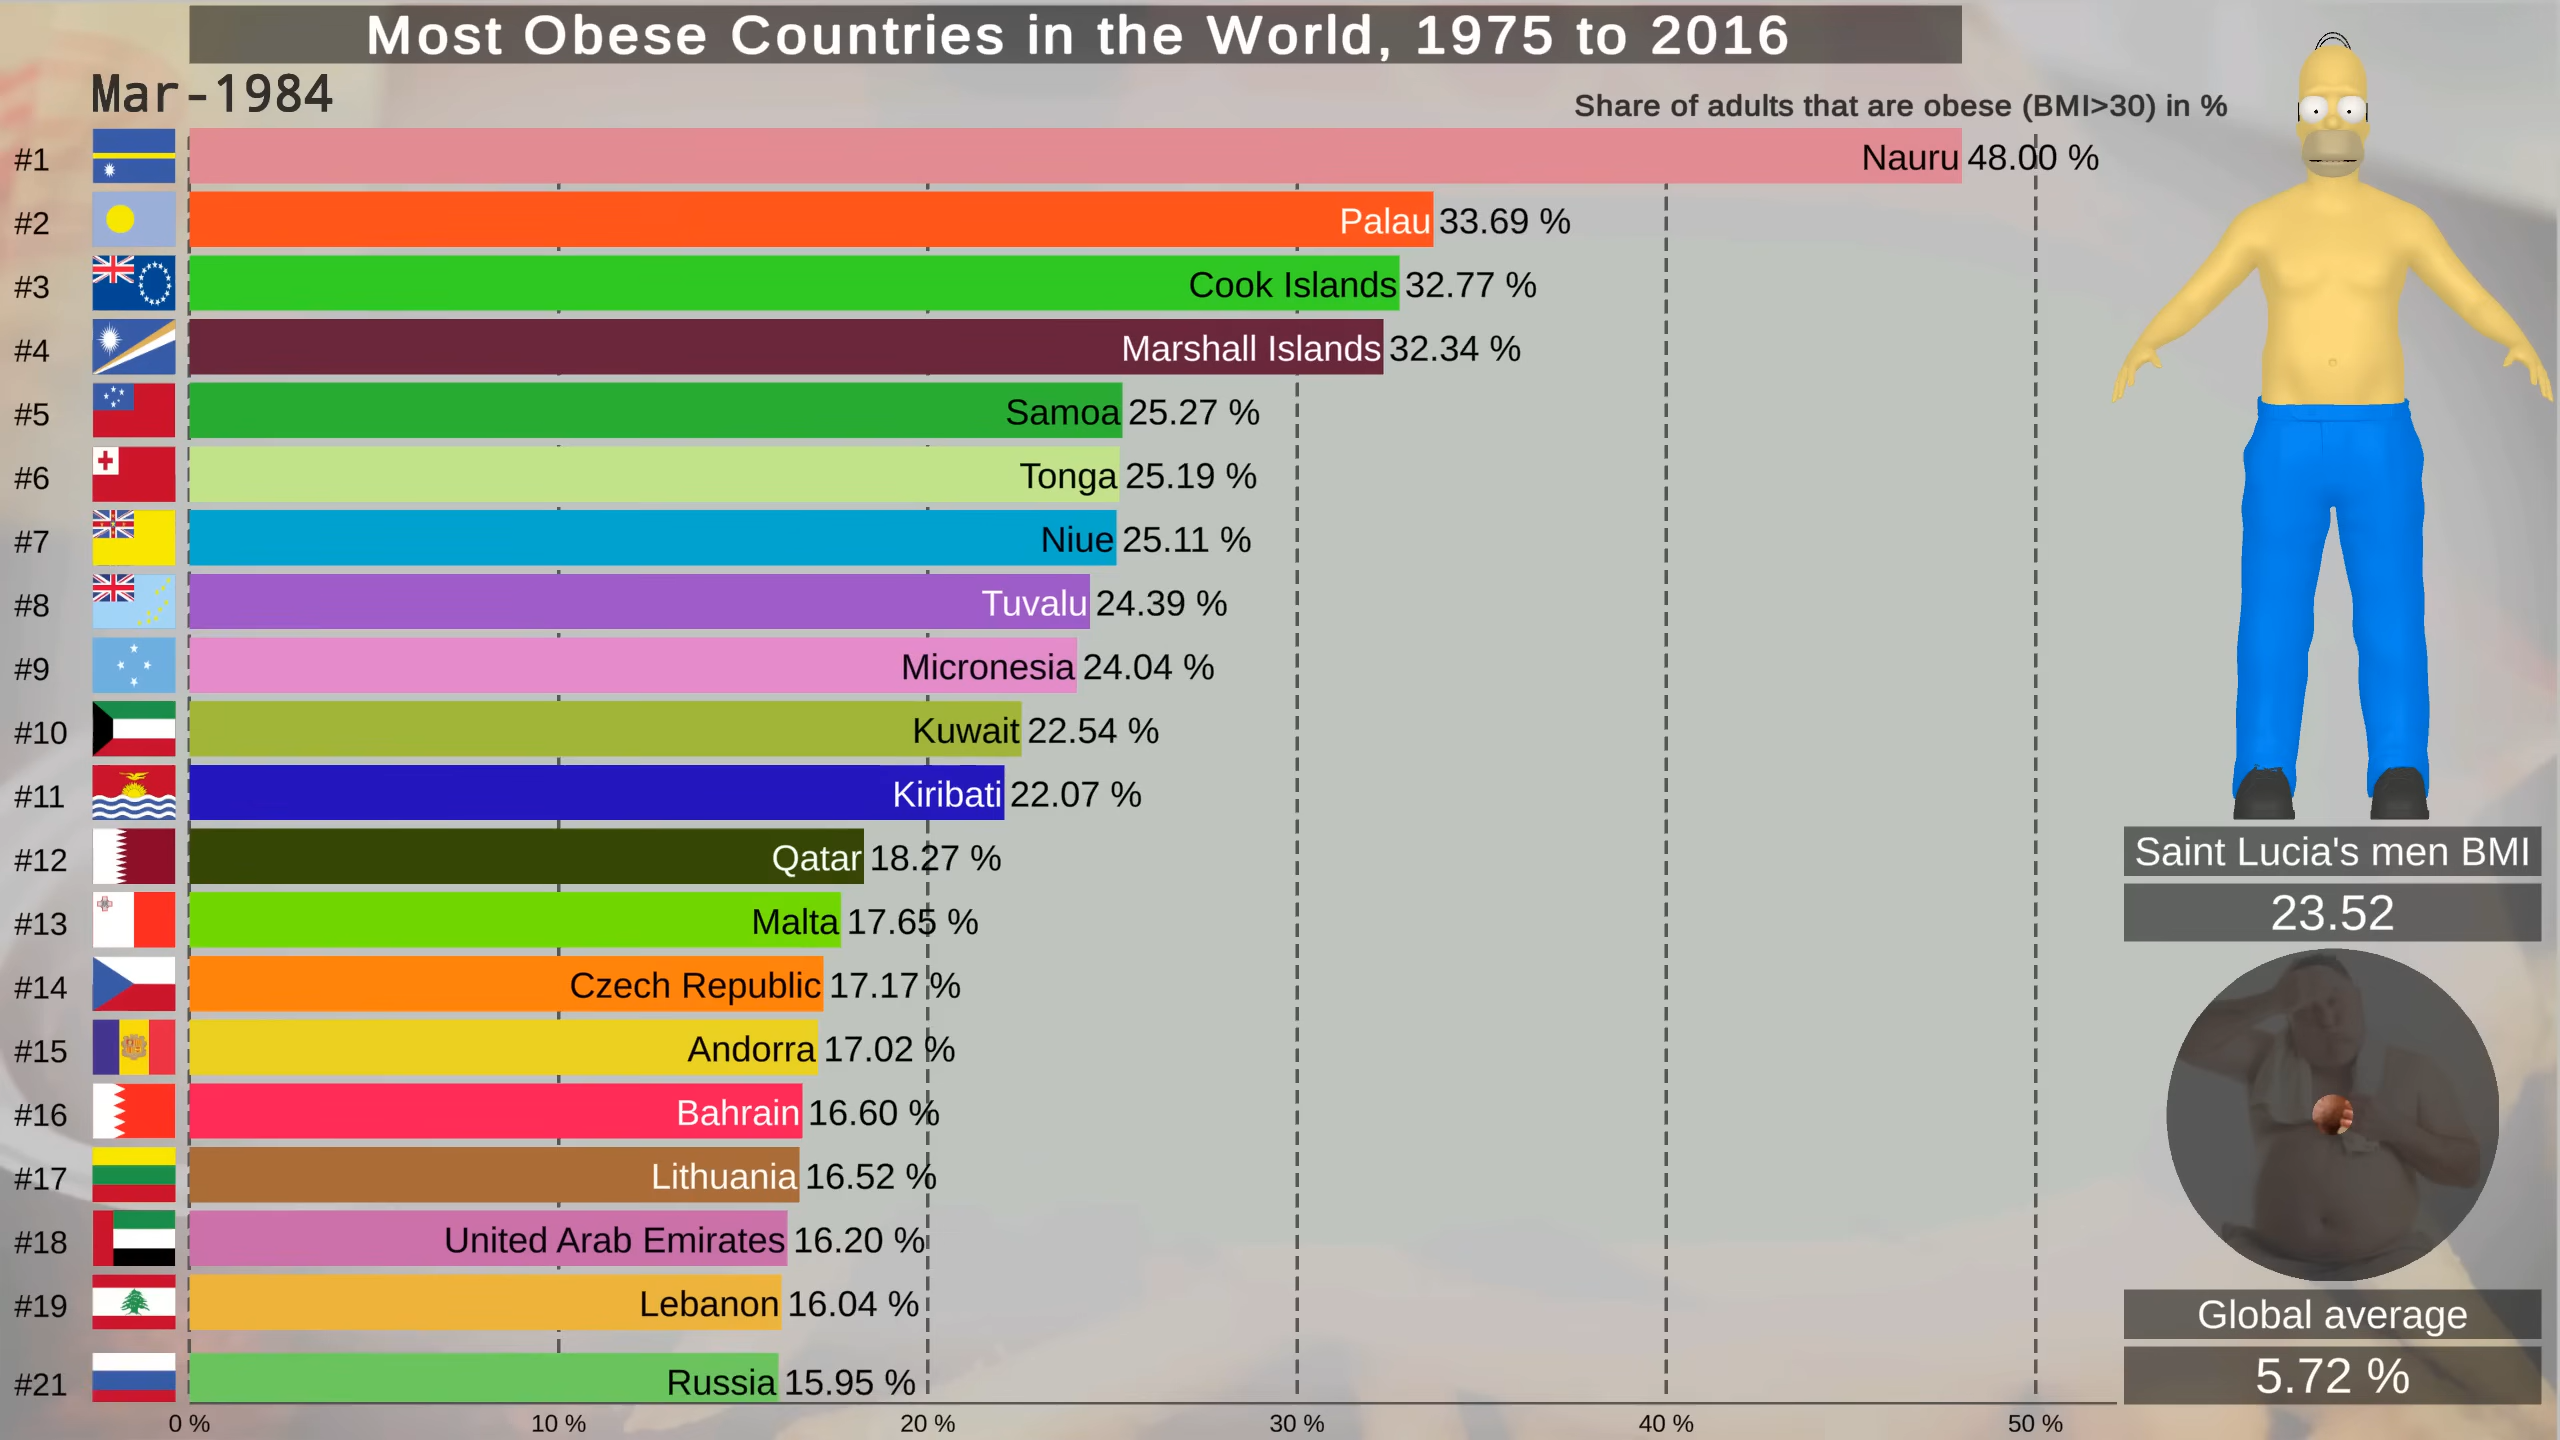 Most Obese Countries in the World, 1975 to 2016
Mar-1984
Share of adults that are obese (BMI>30) in %
#1 Nauru 48.00 %
#2 Palau 33.69 %
#3 Cook Islands 32.77 %
#4 Marshall Islands 32.34 %
#5 Samoa 25.27 %
#6 Tonga 25.19 %
#7 Niue 25.11 %
#8 Tuvalu 24.39 %
#9 Micronesia 24.04 %
#10 Kuwait 22.54 %
#11 Kiribati 22.07 %
#12 Qatar 18.27 %
#13 Malta 17.65 %
#14 Czech Republic 17.17 %
#15 Andorra 17.02 %
#16 Bahrain 16.60 %
#17 Lithuania 16.52 %
#18 United Arab Emirates 16.20 %
#19 Lebanon 16.04 %
#21 Russia 15.95 %
0 % 10 % 20 % 30 % 40 % 50 %
Saint Lucia's men BMI
23.52
Global average
5.72 %